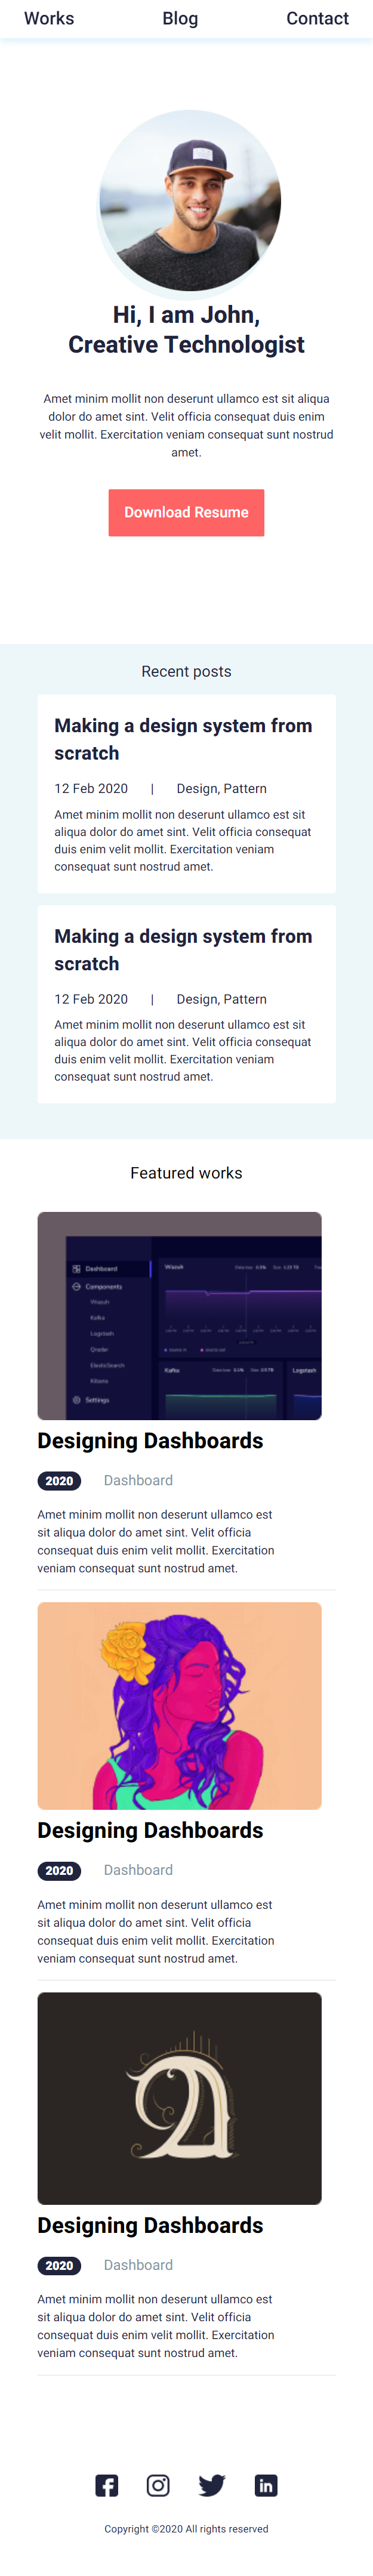 Works Blog Contact
Hi, I am John,
Creative Technologist
Amet minim mollit non deserunt ullamco est sit aliqua
dolor do amet sint. Velit officia consequat duis enim
velit mollit. Exercitation veniam consequat sunt nostrud
amet.
Download Resume
Recent posts
Making a design system from
scratch
12 Feb 2020 | Design, Pattern
Amet minim mollit non deserunt ullamco est sit
aliqua dolor do amet sint. Velit officia consequat
duis enim velit mollit. Exercitation veniam
consequat sunt nostrud amet.
Making a design system from
scratch
12 Feb 2020 | Design, Pattern
Amet minim mollit non deserunt ullamco est sit
aliqua dolor do amet sint. Velit officia consequat
duis enim velit mollit. Exercitation veniam
consequat sunt nostrud amet.
Featured works
Dashboard
Components
Wazuh
Kafka
Logstash
Qradar
ElasticSearch
Kibana
Settings
Wazuh
Kafka
Logstash
Designing Dashboards
2020 Dashboard
Amet minim mollit non deserunt ullamco est
sit aliqua dolor do amet sint. Velit officia
consequat duis enim velit mollit. Exercitation
veniam consequat sunt nostrud amet.
Designing Dashboards
2020 Dashboard
Amet minim mollit non deserunt ullamco est
sit aliqua dolor do amet sint. Velit officia
consequat duis enim velit mollit. Exercitation
veniam consequat sunt nostrud amet.
Designing Dashboards
2020 Dashboard
Amet minim mollit non deserunt ullamco est
sit aliqua dolor do amet sint. Velit officia
consequat duis enim velit mollit. Exercitation
veniam consequat sunt nostrud amet.
Copyright ©2020 All rights reserved